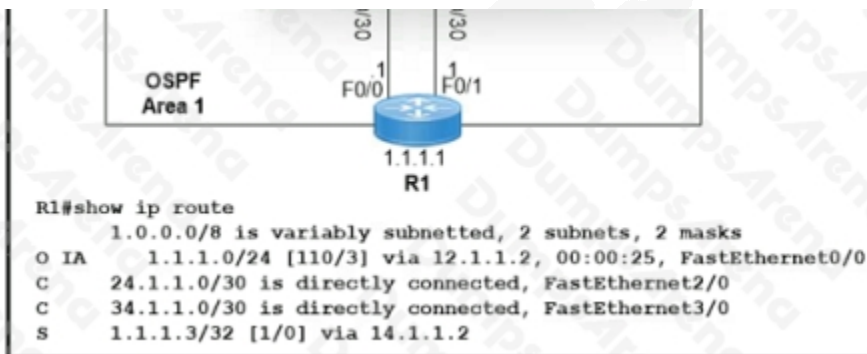 /30
/30
OSPF
Area 1
1
1
F0/0
F0/1
1.1.1.1
R1
R1#show ip route
1.0.0.0/8 is variably subnetted, 2 subnets, 2 masks
O IA 1.1.1.0/24 [110/3] via 12.1.1.2, 00:00:25, FastEthernet0/0
C 24.1.1.0/30 is directly connected, FastEthernet2/0
C 34.1.1.0/30 is directly connected, FastEthernet3/0
S 1.1.1.3/32 [1/0] via 14.1.1.2
DumpsArena